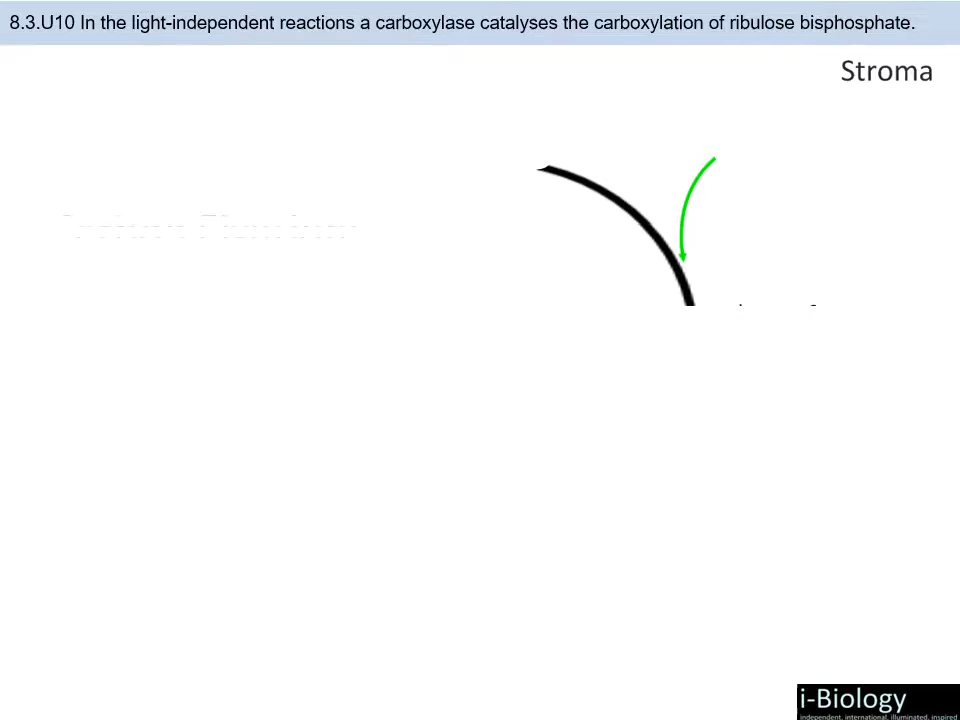 8.3.U10 In the light-independent reactions a carboxylase catalyses the carboxylation of ribulose bisphosphate.
Stroma
i-Biology
independent, international, illuminated, inspired